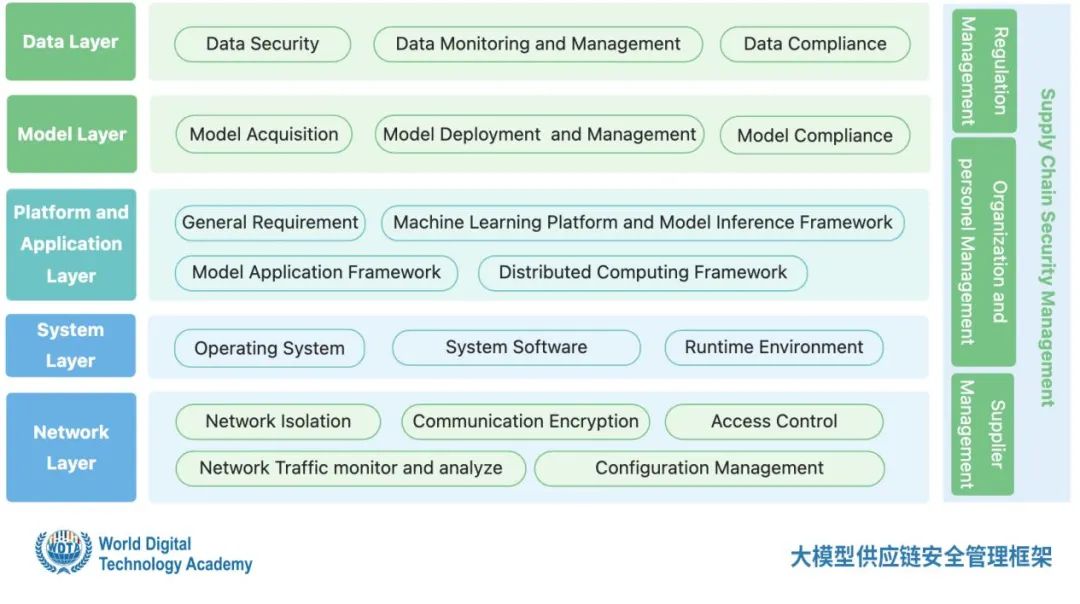 Data Layer
Data Security
Data Monitoring and Management
Data Compliance
Model Layer
Model Acquisition
Model Deployment and Management
Model Compliance
Platform and
Application
Layer
General Requirement
Machine Learning Platform and Model Inference Framework
Model Application Framework
Distributed Computing Framework
System
Layer
Operating System
System Software
Runtime Environment
Network
Layer
Network Isolation
Communication Encryption
Access Control
Network Traffic monitor and analyze
Configuration Management
Regulation
Management
Organization and
personel Management
Supplier
Management
Supply Chain Security Management
WDTA
World Digital
Technology Academy
大模型供应链安全管理框架